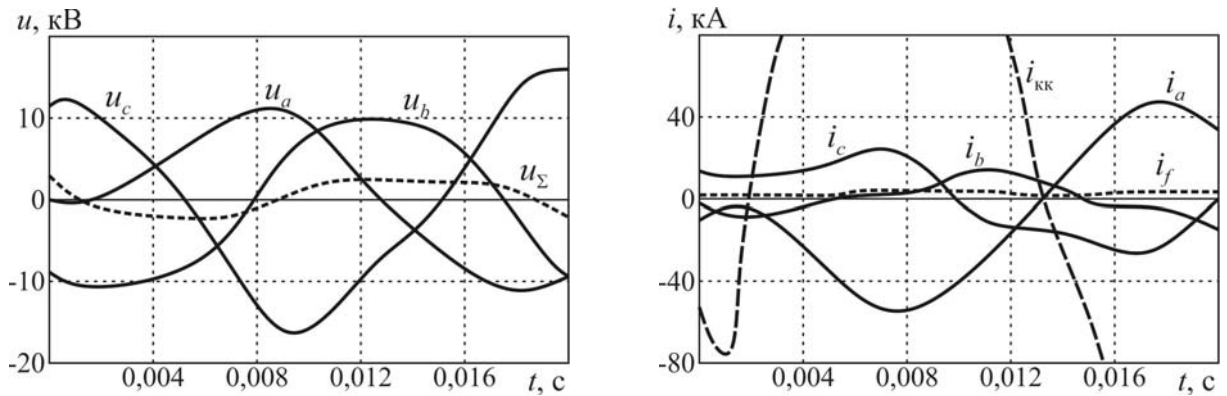 u, кВ
u_c
u_a
u_b
10
u_Σ
0
-10
-20
0,004
0,008
0,012
0,016
t, с
i, кА
i_кк
i_a
40
i_c
i_b
i_f
0
-40
-80
0,004
0,008
0,012
0,016
t, с